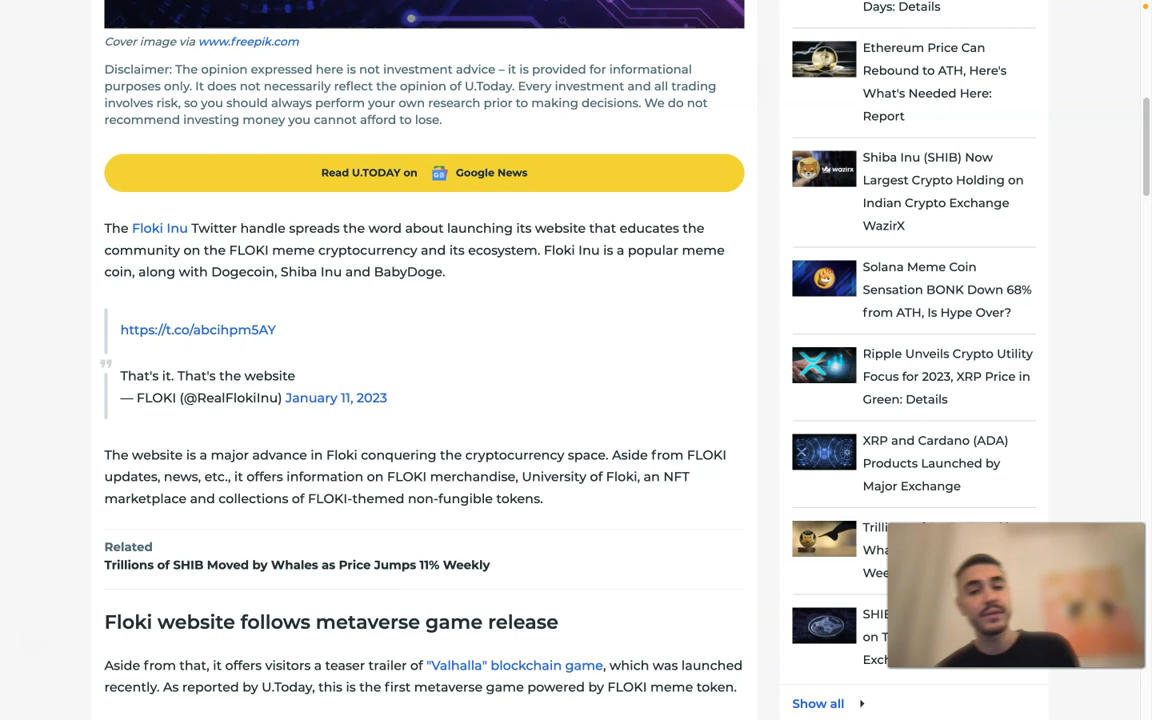 Cover image via www.freepik.com
Disclaimer: The opinion expressed here is not investment advice – it is provided for informational
purposes only. It does not necessarily reflect the opinion of U.Today. Every investment and all trading
involves risk, so you should always perform your own research prior to making decisions. We do not
recommend investing money you cannot afford to lose.
Read U.TODAY on Google News
The Floki Inu Twitter handle spreads the word about launching its website that educates the
community on the FLOKI meme cryptocurrency and its ecosystem. Floki Inu is a popular meme
coin, along with Dogecoin, Shiba Inu and BabyDoge.
https://t.co/abcihpm5AY
That's it. That's the website
— FLOKI (@RealFlokiInu) January 11, 2023
The website is a major advance in Floki conquering the cryptocurrency space. Aside from FLOKI
updates, news, etc., it offers information on FLOKI merchandise, University of Floki, an NFT
marketplace and collections of FLOKI-themed non-fungible tokens.
Related
Trillions of SHIB Moved by Whales as Price Jumps 11% Weekly
Floki website follows metaverse game release
Aside from that, it offers visitors a teaser trailer of "Valhalla" blockchain game, which was launched
recently. As reported by U.Today, this is the first metaverse game powered by FLOKI meme token.
Days: Details
Ethereum Price Can
Rebound to ATH, Here's
What's Needed Here:
Report
Shiba Inu (SHIB) Now
Largest Crypto Holding on
Indian Crypto Exchange
WazirX
wazirx
Solana Meme Coin
Sensation BONK Down 68%
from ATH, Is Hype Over?
Ripple Unveils Crypto Utility
Focus for 2023, XRP Price in
Green: Details
XRP and Cardano (ADA)
Products Launched by
Major Exchange
Show all